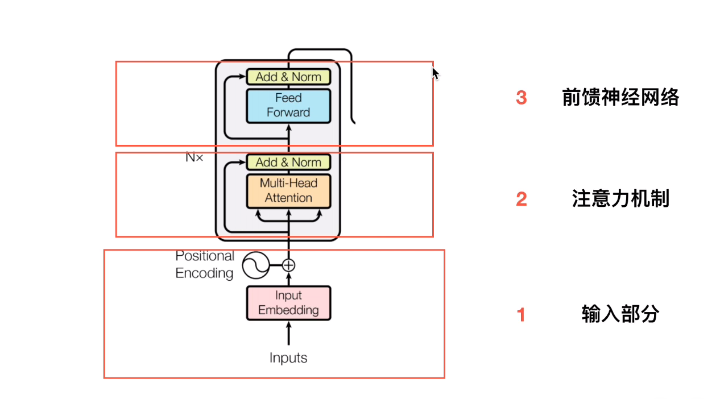 Add & Norm
Feed
Forward
3 前馈神经网络
N×
Add & Norm
Multi-Head
Attention
2 注意力机制
Positional
Encoding
Input
Embedding
1 输入部分
Inputs